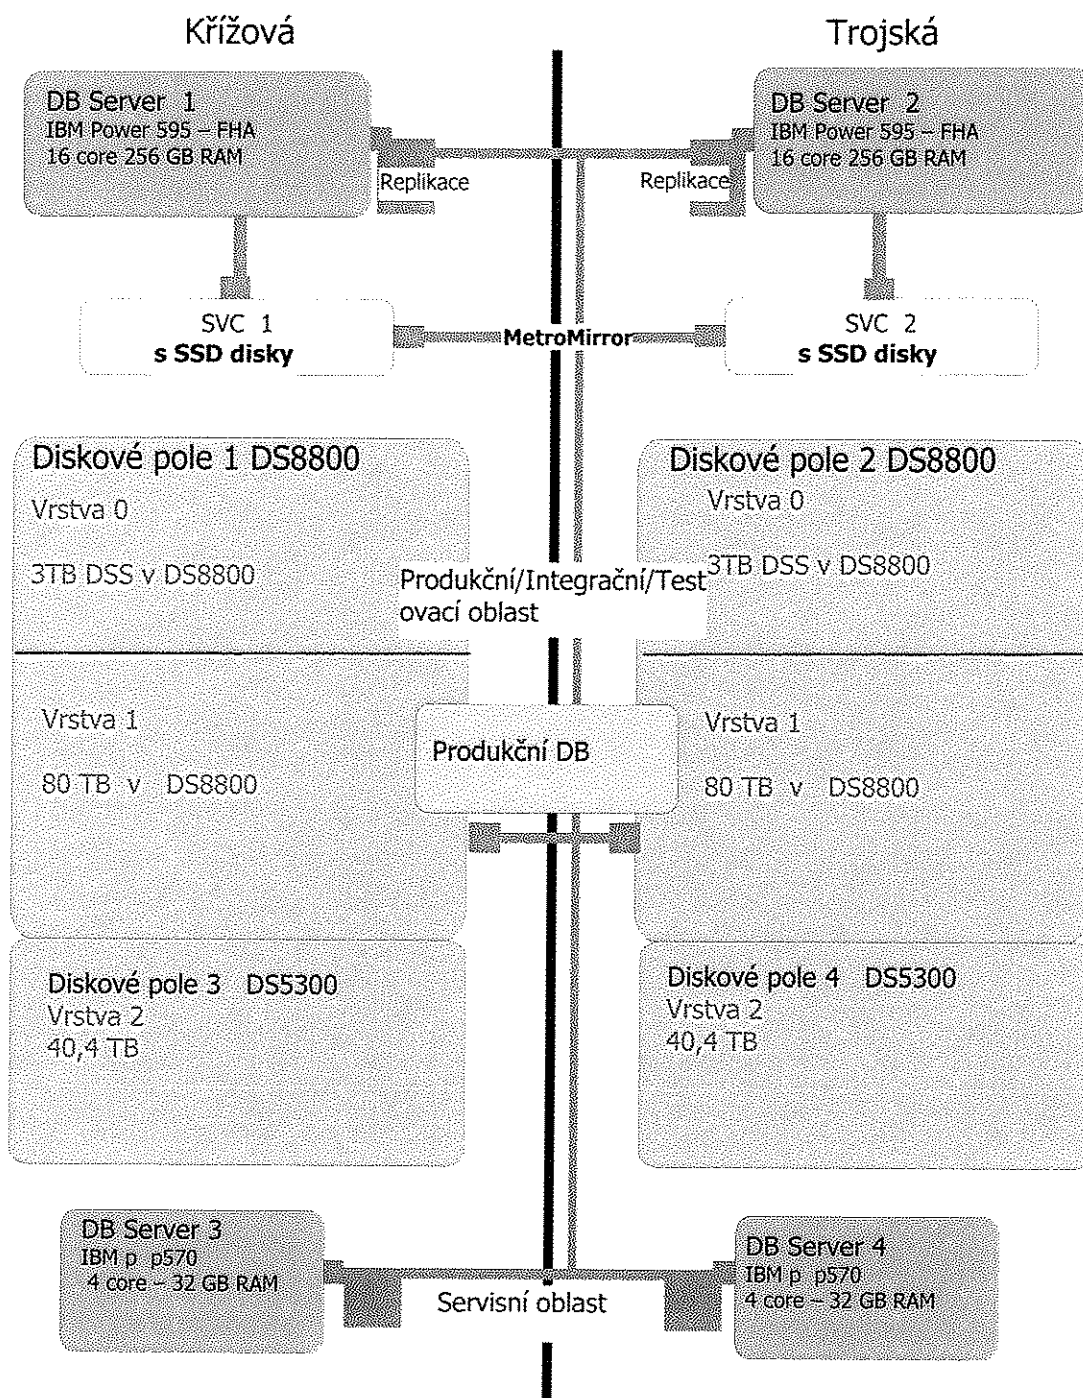 Křížová
Trojská
DB Server 1
IBM Power 595 – FHA
16 core 256 GB RAM
DB Server 2
IBM Power 595 – FHA
16 core 256 GB RAM
Replikace
Replikace
SVC 1
s SSD disky
MetroMirror
SVC 2
s SSD disky
Diskové pole 1 DS8800
Vrstva 0
3TB DSS v DS8800
Diskové pole 2 DS8800
Vrstva 0
3TB DSS v DS8800
Produkční/Integrační/Test
ovací oblast
Vrstva 1
80 TB v DS8800
Produkční DB
Vrstva 1
80 TB v DS8800
Diskové pole 3 DS5300
Vrstva 2
40,4 TB
Diskové pole 4 DS5300
Vrstva 2
40,4 TB
DB Server 3
IBM p p570
4 core – 32 GB RAM
Servisní oblast
DB Server 4
IBM p p570
4 core – 32 GB RAM